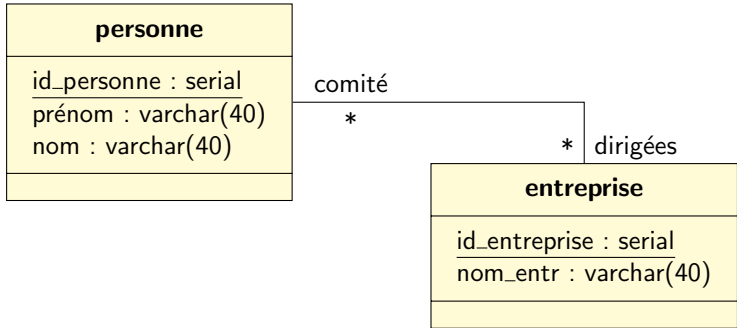 personne
id_personne : serial
prénom : varchar(40)
nom : varchar(40)
comité
*
* dirigées
entreprise
id_entreprise : serial
nom_entr : varchar(40)